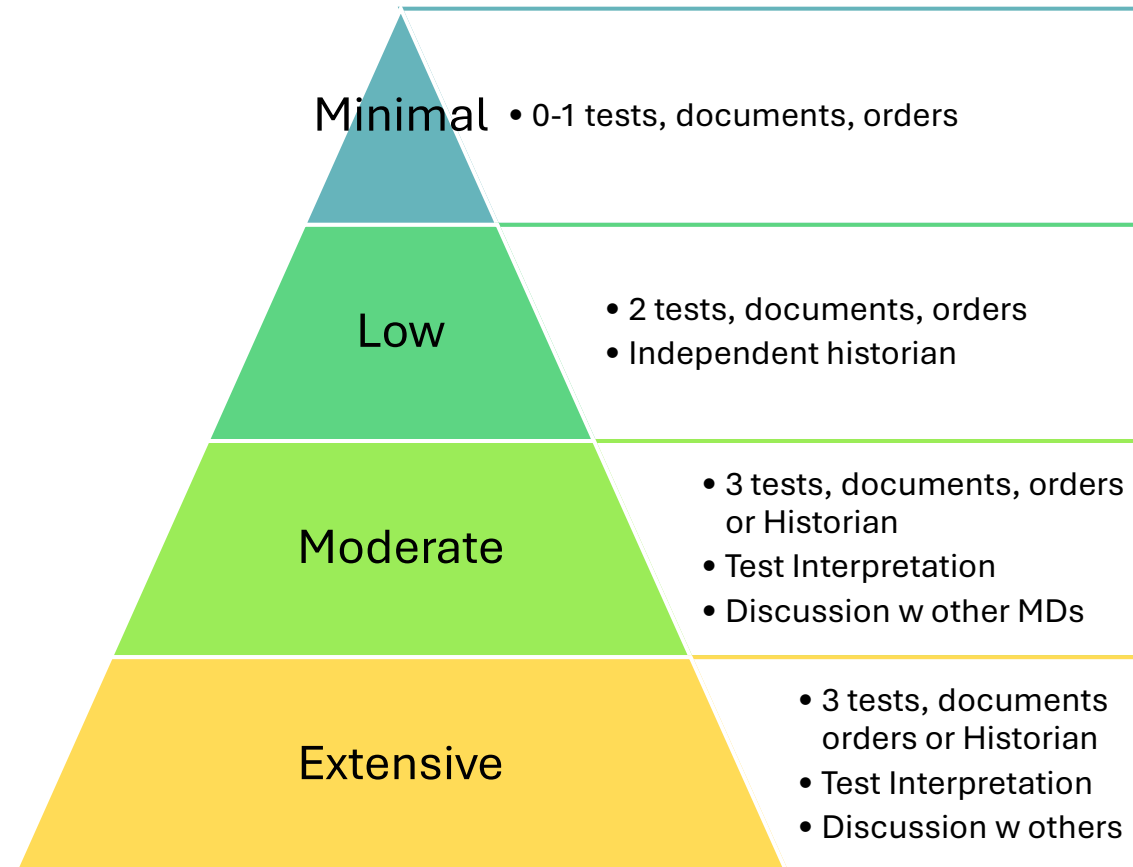 Minimal
• 0-1 tests, documents, orders
Low
• 2 tests, documents, orders
• Independent historian
Moderate
• 3 tests, documents, orders
or Historian
• Test Interpretation
• Discussion w other MDs
Extensive
• 3 tests, documents
orders or Historian
• Test Interpretation
• Discussion w others